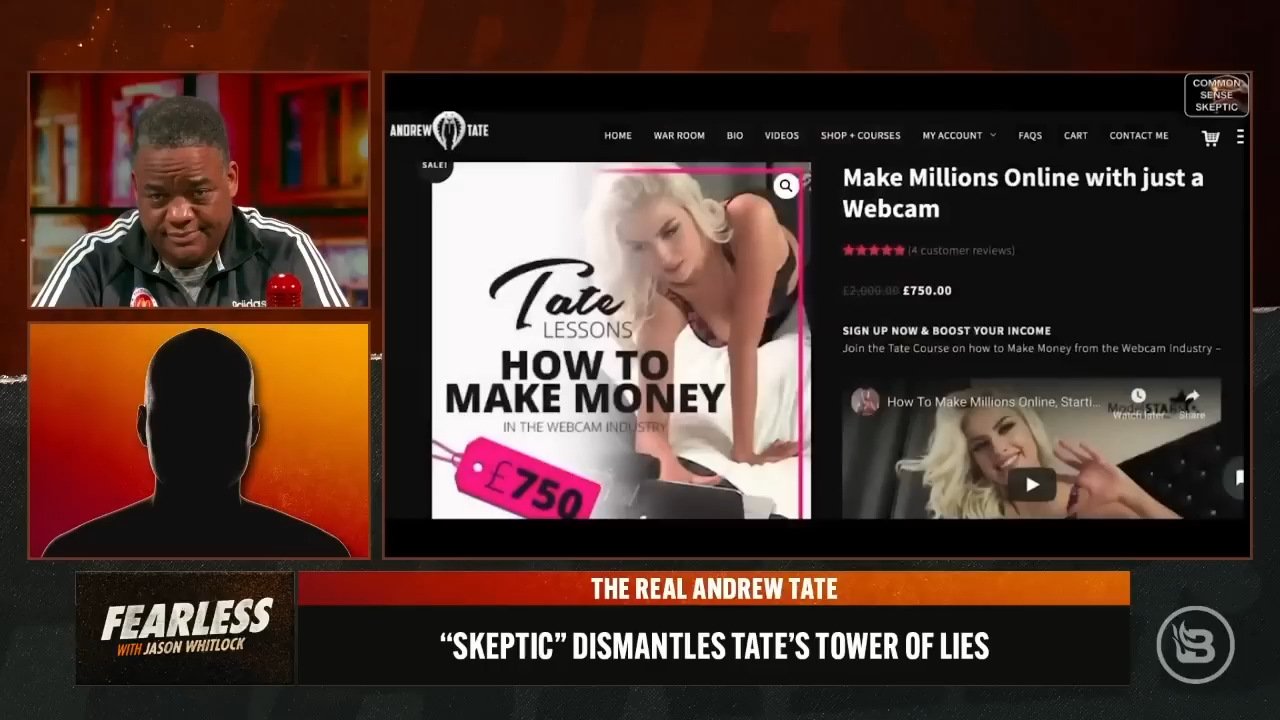 COMMON
SENSE
SKEPTIC
ANDREW TATE
HOME WAR ROOM BIO VIDEOS SHOP + COURSES MY ACCOUNT FAQS CART CONTACT ME
SALE!
Make Millions Online with just a
Webcam
(4 customer reviews)
£2,000.00 £750.00
SIGN UP NOW & BOOST YOUR INCOME
Join the Tate Course on how to Make Money from the Webcam Industry –
Tate
LESSONS
HOW TO
MAKE MONEY
IN THE WEBCAM INDUSTRY
£750
How To Make Millions Online, Starti...
Watch later Share
adidas
THE REAL ANDREW TATE
FEARLESS
WITH JASON WHITLOCK
“SKEPTIC” DISMANTLES TATE’S TOWER OF LIES
B